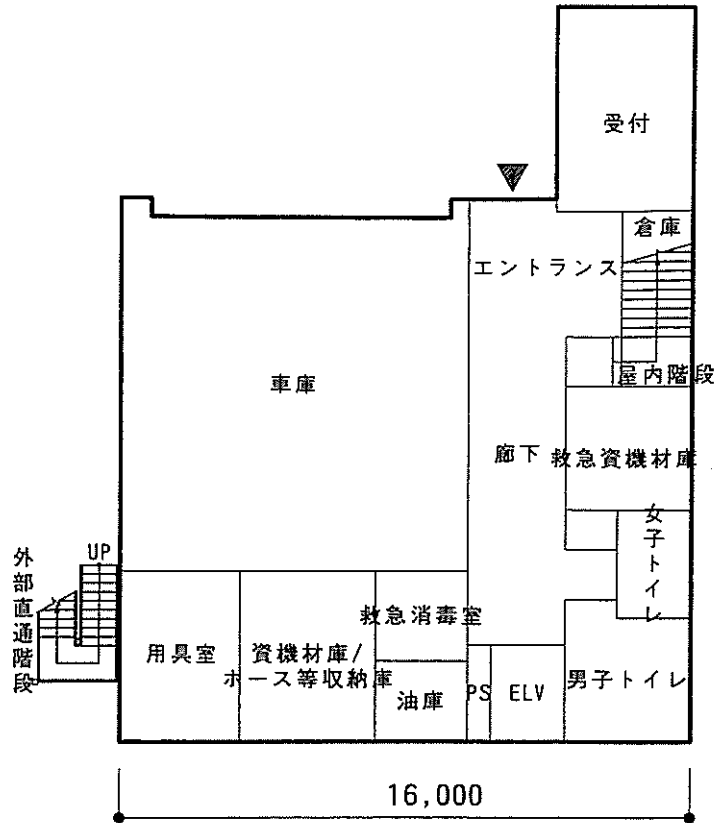 受付
倉庫
エントランス
屋内階段
車庫
廊下
救急資機材庫
女子トイレ
外部直通階段
UP
用具室
資機材庫/
ホース等収納庫
救急消毒室
油庫
PS
ELV
男子トイレ
16,000